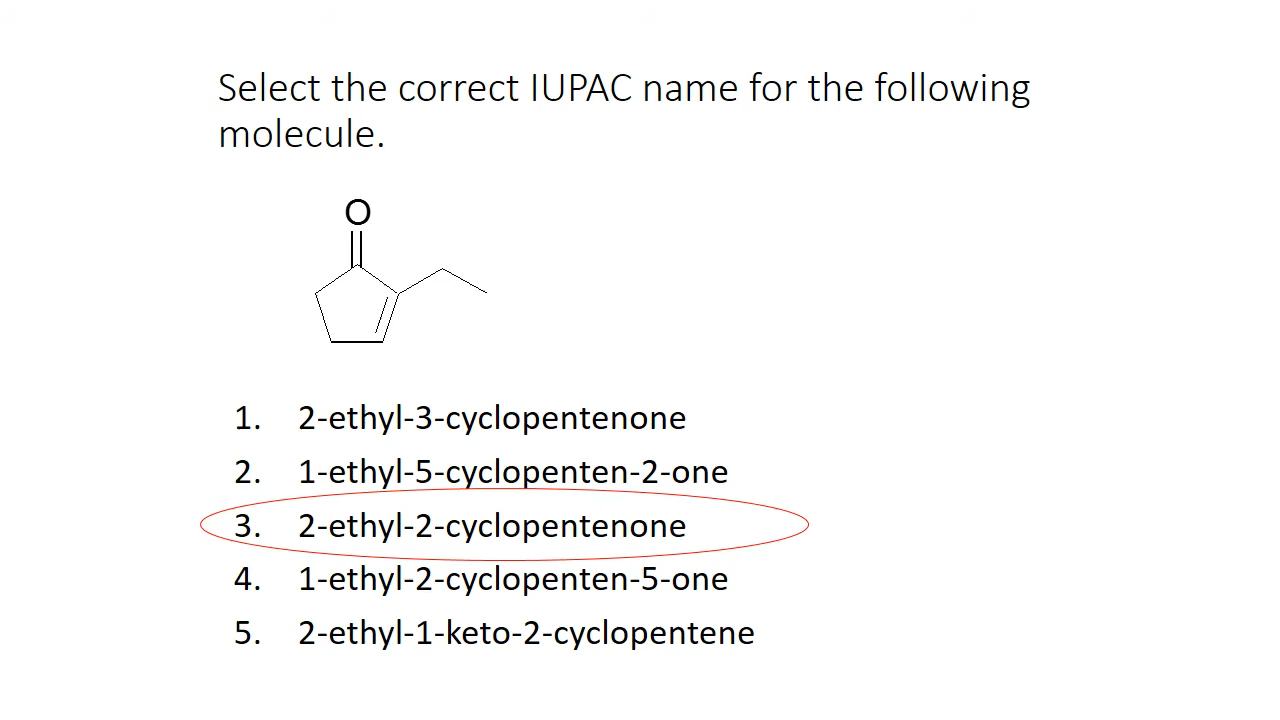 Select the correct IUPAC name for the following
molecule.
O
1. 2-ethyl-3-cyclopentenone
2. 1-ethyl-5-cyclopenten-2-one
3. 2-ethyl-2-cyclopentenone
4. 1-ethyl-2-cyclopenten-5-one
5. 2-ethyl-1-keto-2-cyclopentene